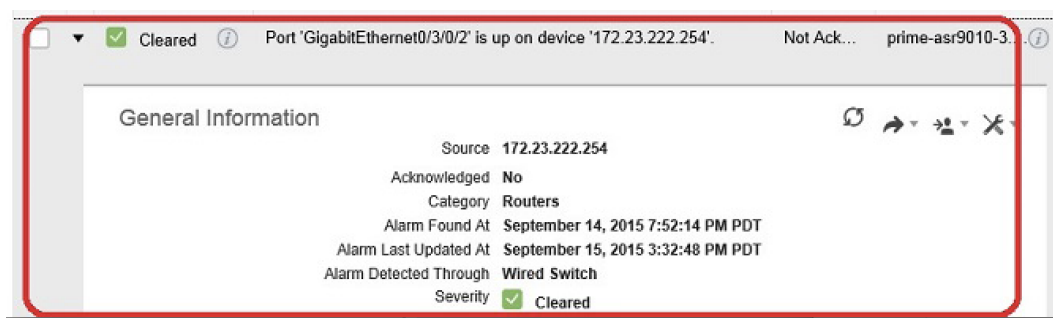 Cleared Port 'GigabitEthernet0/3/0/2' is up on device '172.23.222.254'. Not Ack... prime-asr9010-3...
General Information
Source 172.23.222.254
Acknowledged No
Category Routers
Alarm Found At September 14, 2015 7:52:14 PM PDT
Alarm Last Updated At September 15, 2015 3:32:48 PM PDT
Alarm Detected Through Wired Switch
Severity Cleared